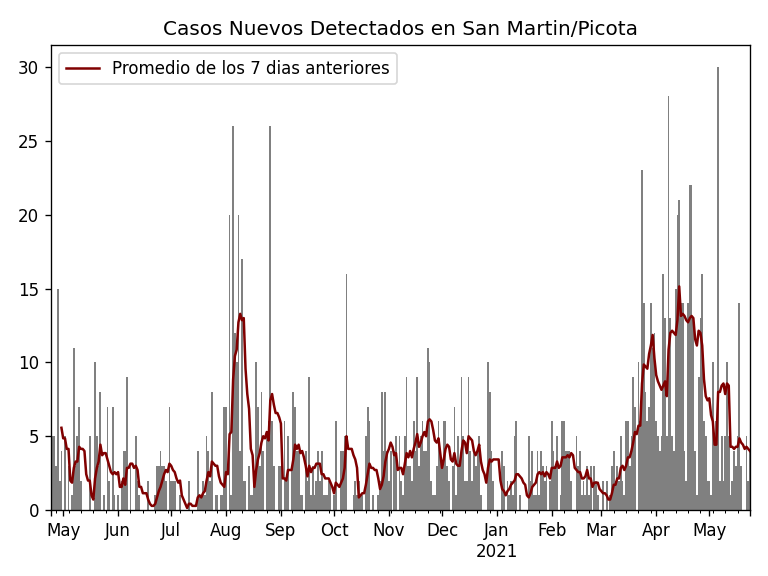 Casos Nuevos Detectados en San Martin/Picota
Promedio de los 7 dias anteriores
30
25
20
15
10
5
0
May Jun Jul Aug Sep Oct Nov Dec Jan Feb Mar Apr May
2021